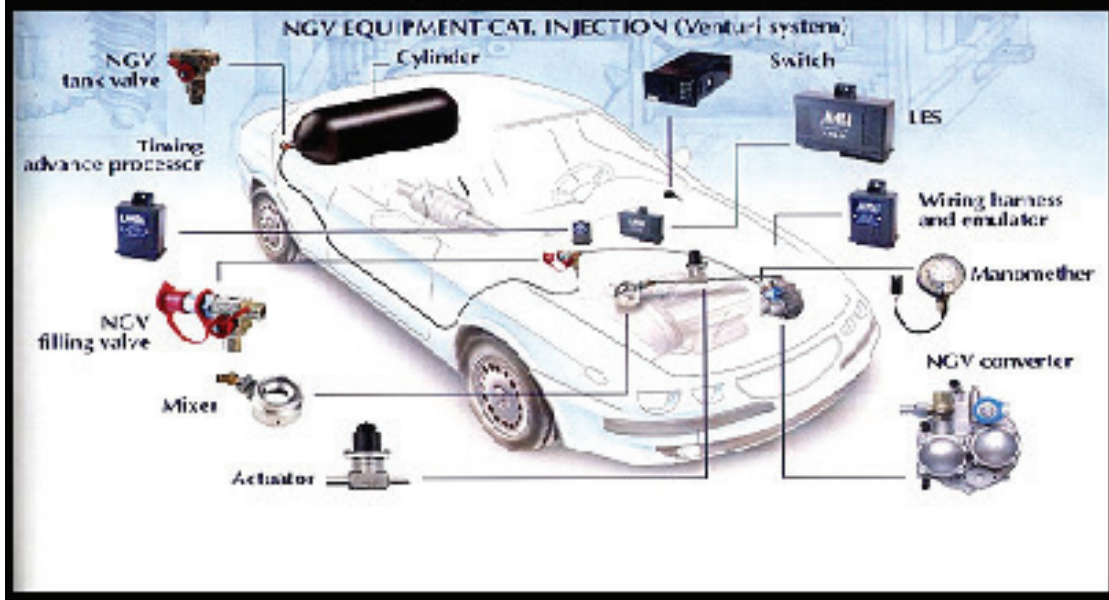 NGV EQUIPMENT CAT. INJECTION (Venturi system)
NGV
tank valve
Cylinder
Switch
LES
Timing
advance processor
Wiring harness
and emulator
Manomether
NGV
filling valve
NGV converter
Mixer
Actuator